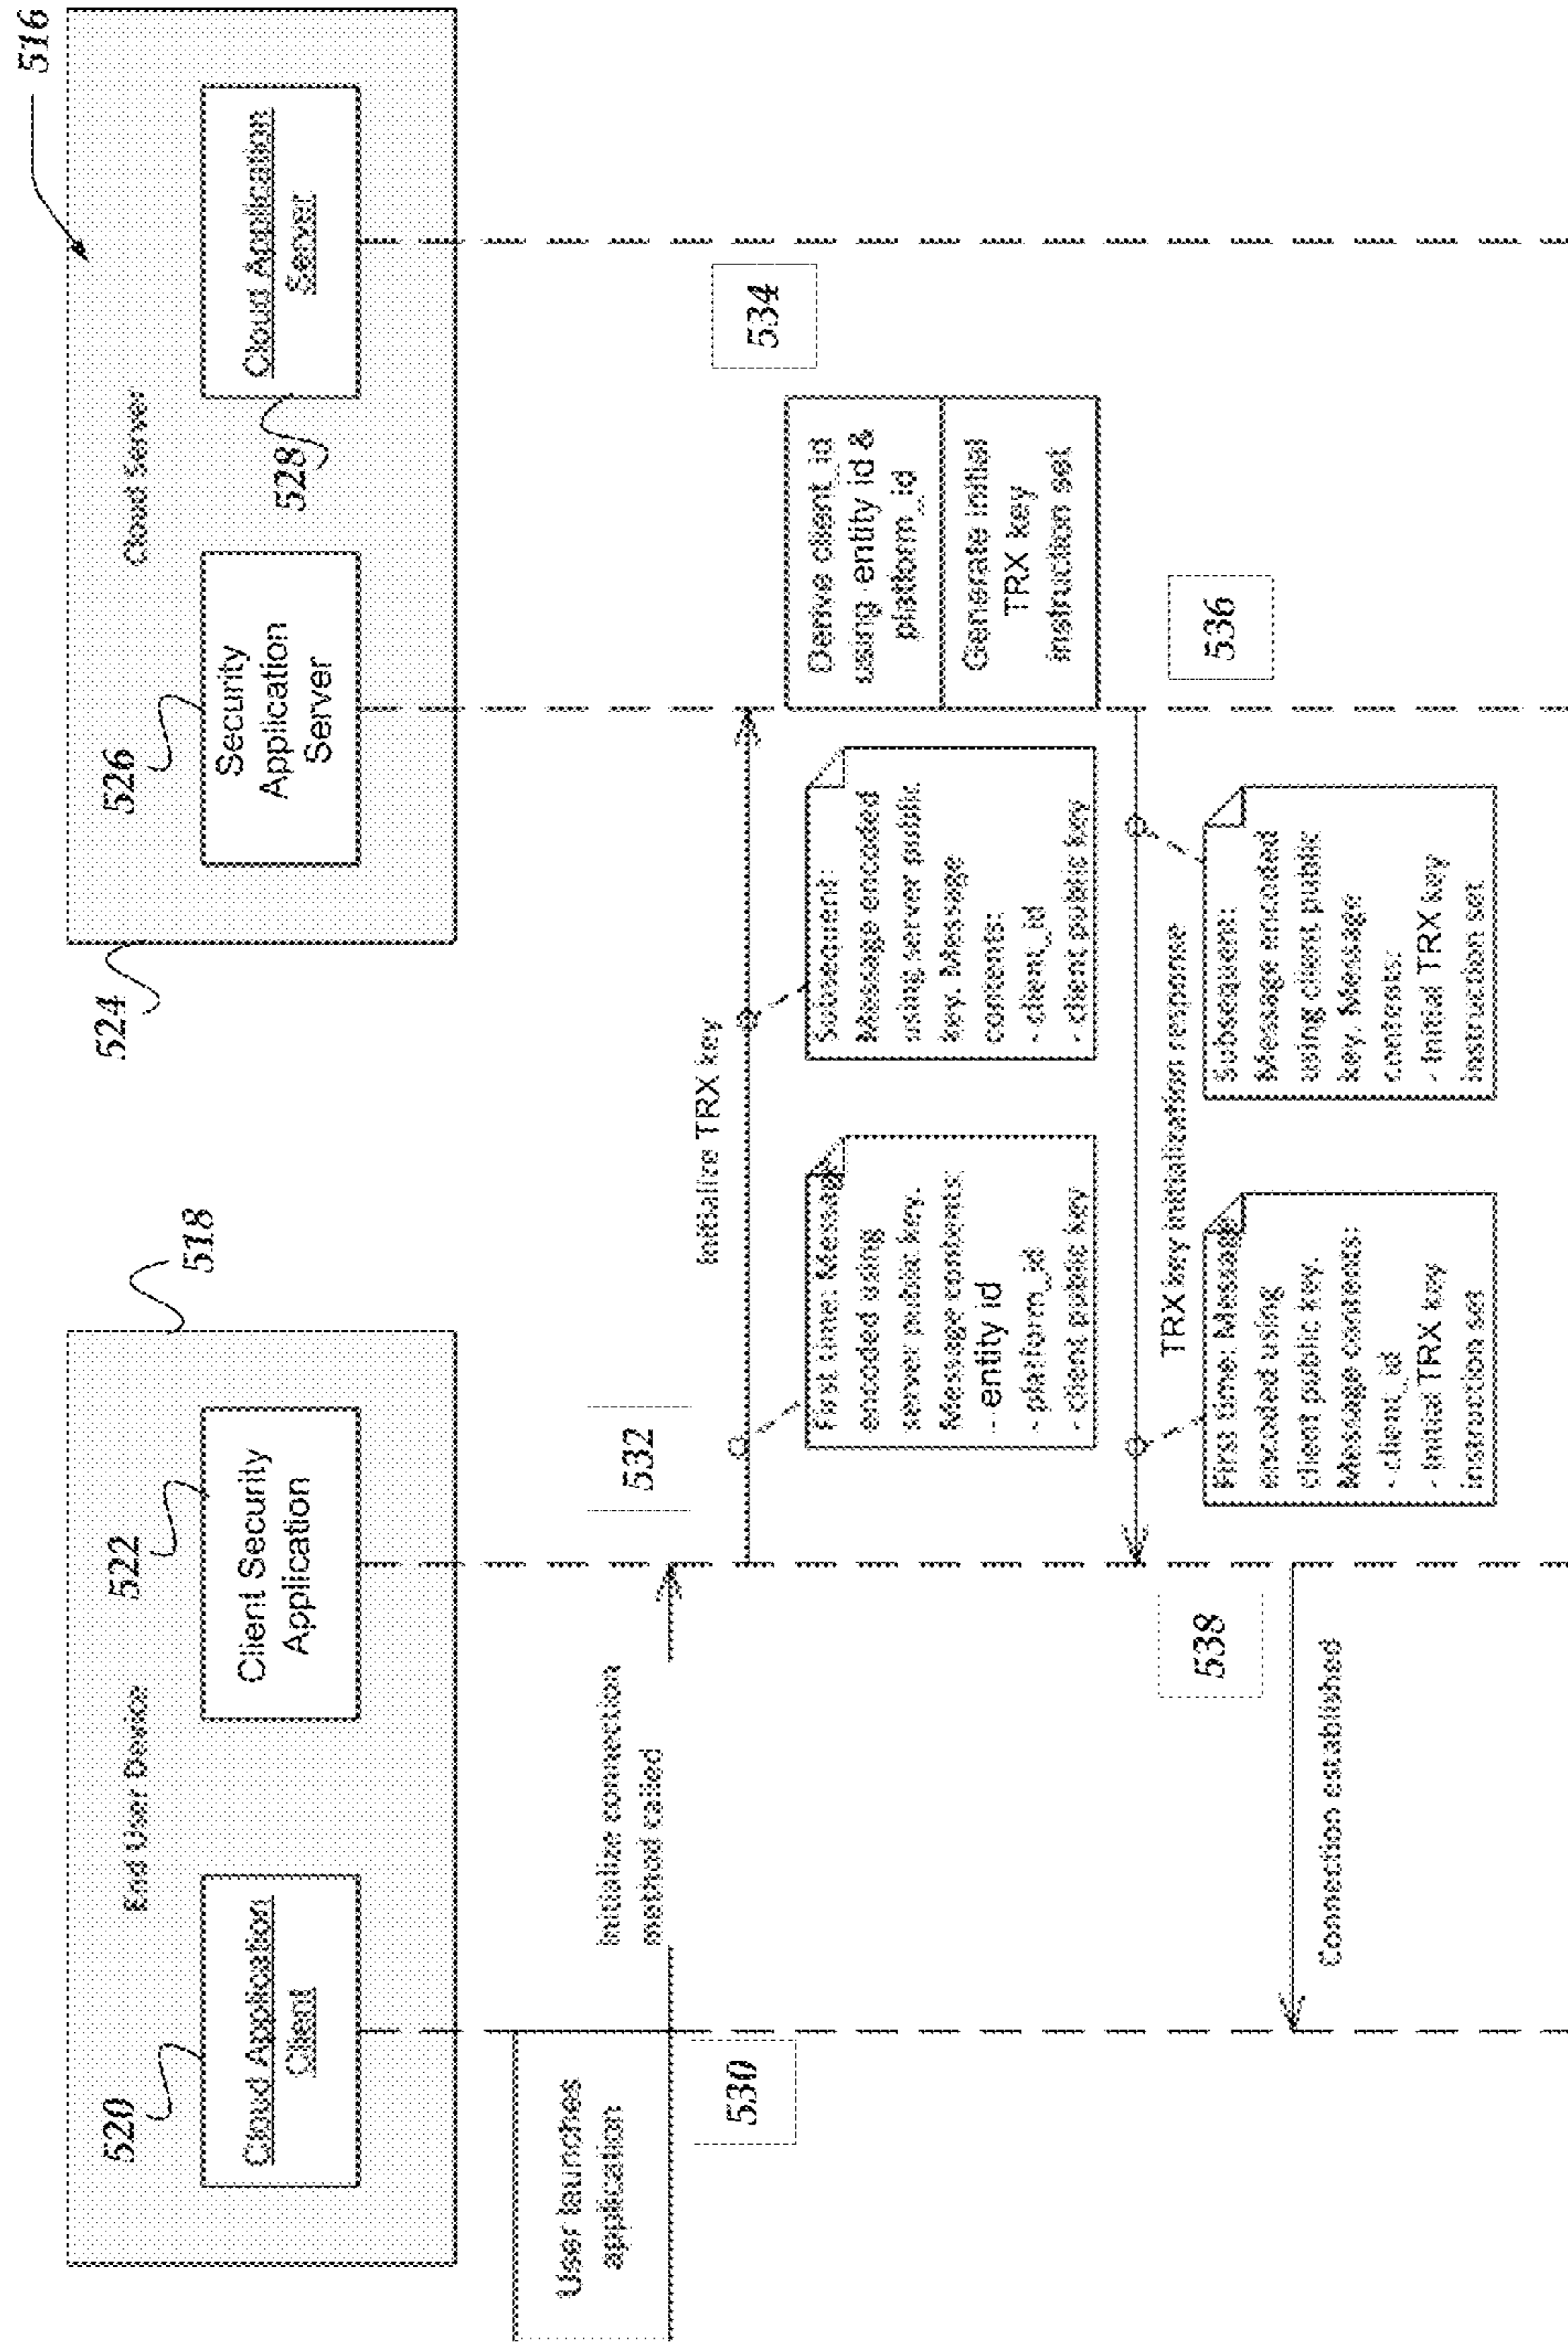 516
518
524
End User Device
Cloud Server
520
522
526
528
Cloud Application
Client
Client Security
Application
Security
Application
Server
Cloud Application
Server
User launches
application
530
Initialize connection
method called
532
Initialize TRX key
534
First time: Message
encoded using
server public key.
Message contents:
- entity id
- platform_id
- client public key
Subsequent:
Message encoded
using server public
key. Message
contents:
- client_id
- client public key
Derive client_id
using entity id &
platform_id
Generate initial
TRX key
instruction set
536
TRX key initialization response
First time: Message
encoded using
client public key.
Message contents:
- client_id
- Initial TRX key
instruction set
Subsequent:
Message encoded
using client public
key. Message
contents:
- Initial TRX key
instruction set
538
Connection established